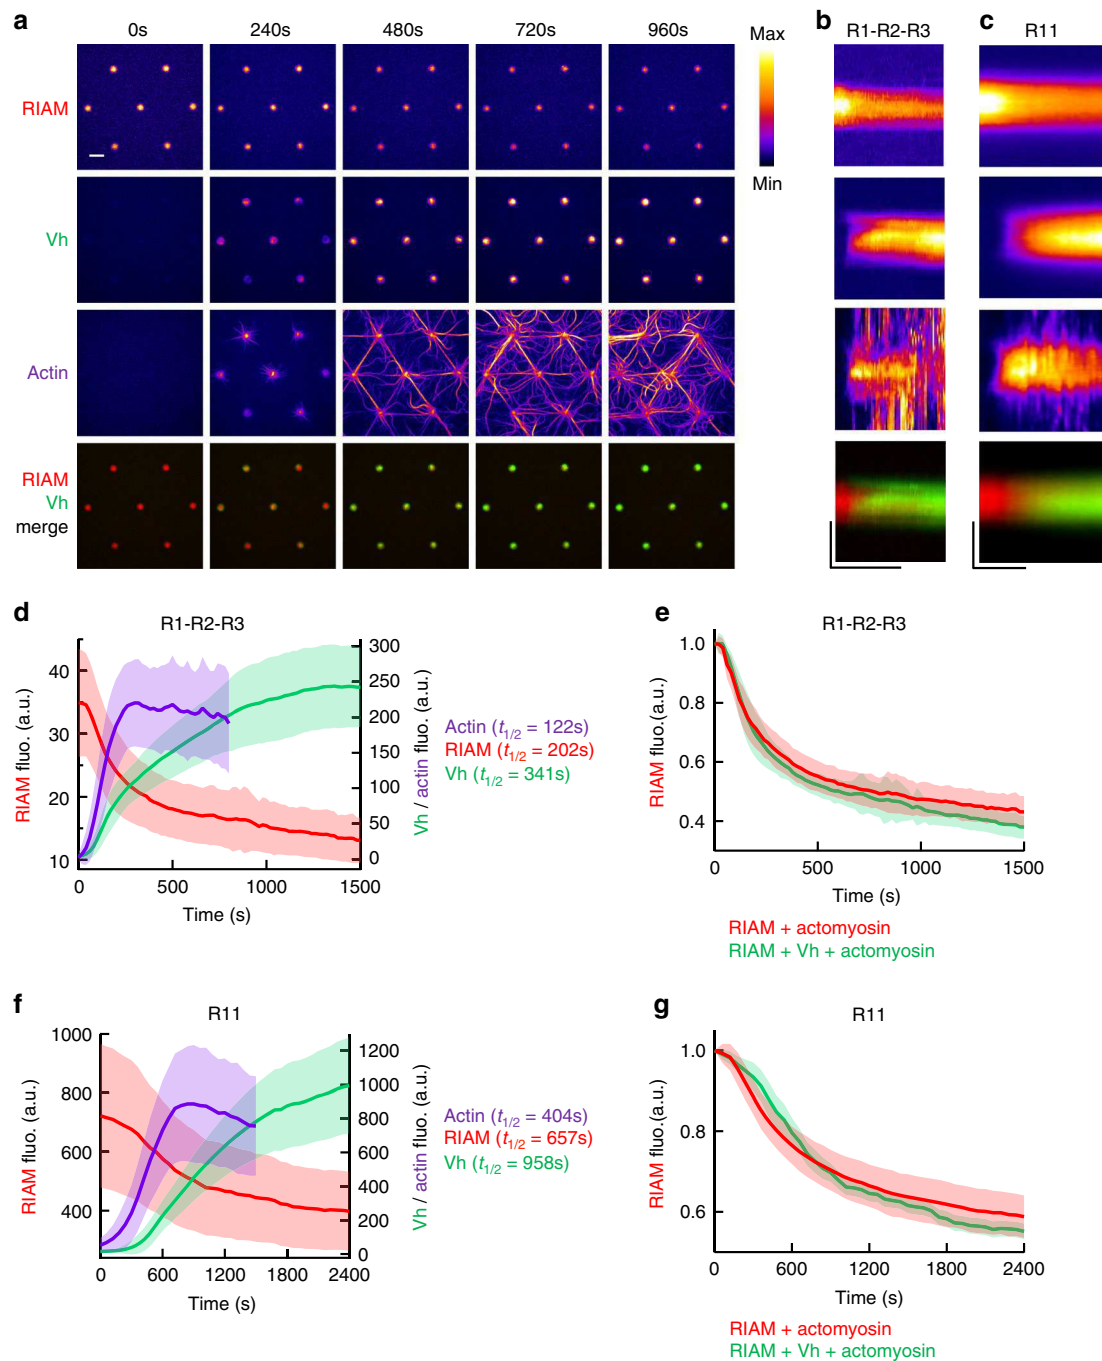 a
0s 240s 480s 720s 960s
Max
Min
RIAM
Vh
Actin
RIAM
Vh
merge
b
R1-R2-R3
c
R11
d
R1-R2-R3
40
30
20
10
RIAM fluo. (a.u.)
300
250
200
150
100
50
0
Vh / actin fluo. (a.u.)
0 500 1000 1500
Time (s)
Actin (t1/2 = 122s)
RIAM (t1/2 = 202s)
Vh (t1/2 = 341s)
e
R1-R2-R3
1.0
0.8
0.6
0.4
RIAM fluo.(a.u.)
0 500 1000 1500
Time (s)
RIAM + actomyosin
RIAM + Vh + actomyosin
f
R11
1000
800
600
400
RIAM fluo. (a.u.)
1200
1000
800
600
400
200
0
Vh / actin fluo. (a.u.)
0 600 1200 1800 2400
Time (s)
Actin (t1/2 = 404s)
RIAM (t1/2 = 657s)
Vh (t1/2 = 958s)
g
R11
1.0
0.8
0.6
RIAM fluo.(a.u.)
0 600 1200 1800 2400
Time (s)
RIAM + actomyosin
RIAM + Vh + actomyosin